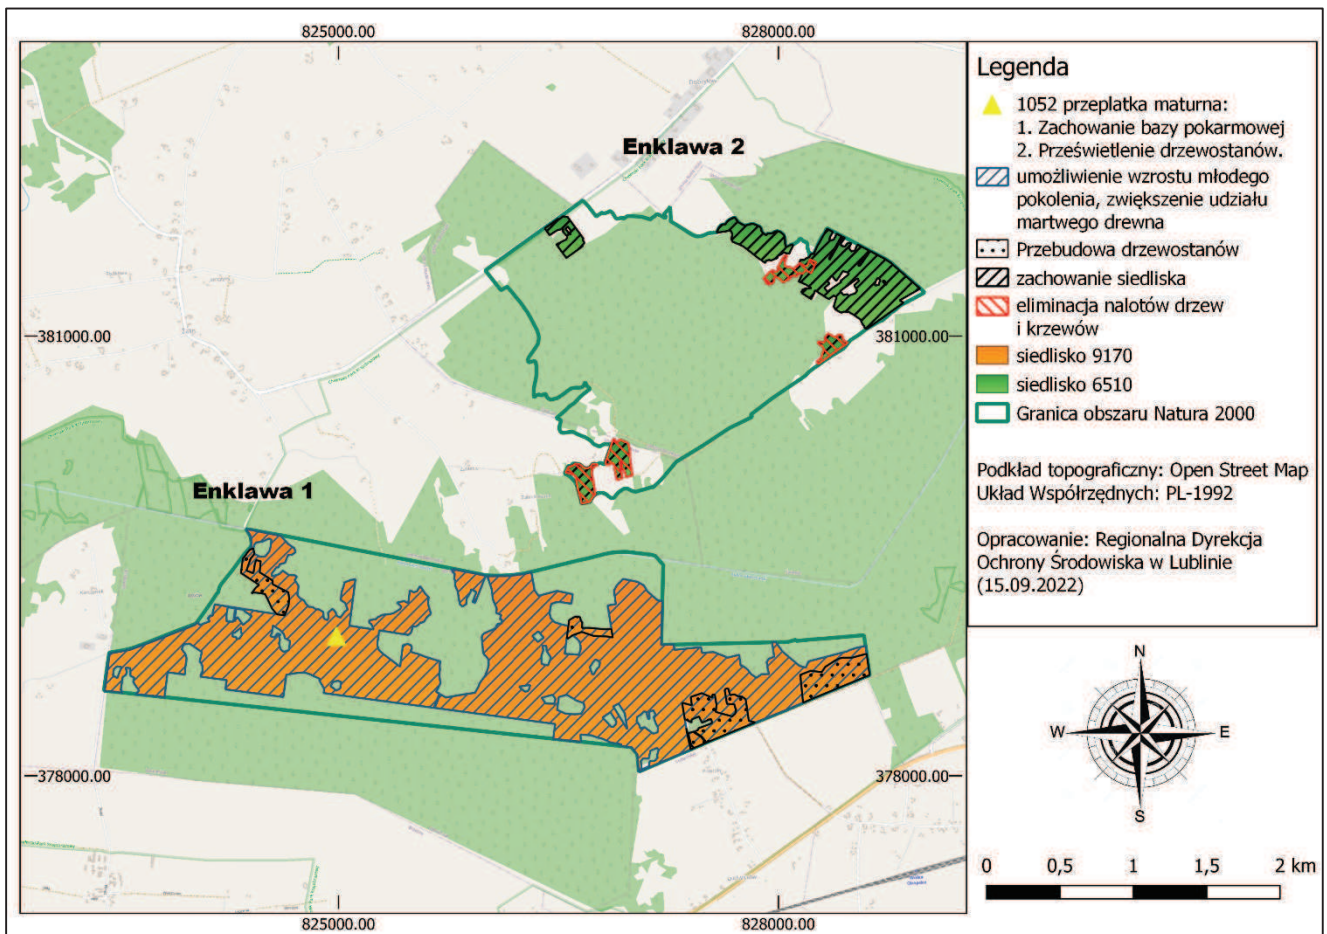 825000.00
828000.00
Enklawa 2
381000.00
381000.00
Enklawa 1
378000.00
378000.00
825000.00
828000.00
Legenda
1052 przeplatka maturna:
1. Zachowanie bazy pokarmowej
2. Prześwietlenie drzewostanów.
umożliwienie wzrostu młodego
pokolenia, zwiększenie udziału
martwego drewna
Przebudowa drzewostanów
zachowanie siedliska
eliminacja nalotów drzew
i krzewów
siedlisko 9170
siedlisko 6510
Granica obszaru Natura 2000
Podkład topograficzny: Open Street Map
Układ Współrzędnych: PL-1992
Opracowanie: Regionalna Dyrekcja
Ochrony Środowiska w Lublinie
(15.09.2022)
N
W
E
S
0 0,5 1 1,5 2 km